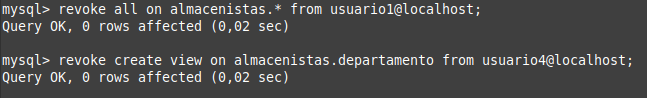 mysql> revoke all on almacenistas.* from usuario1@localhost;
Query OK, 0 rows affected (0,02 sec)
mysql> revoke create view on almacenistas.departamento from usuario4@localhost;
Query OK, 0 rows affected (0,02 sec)